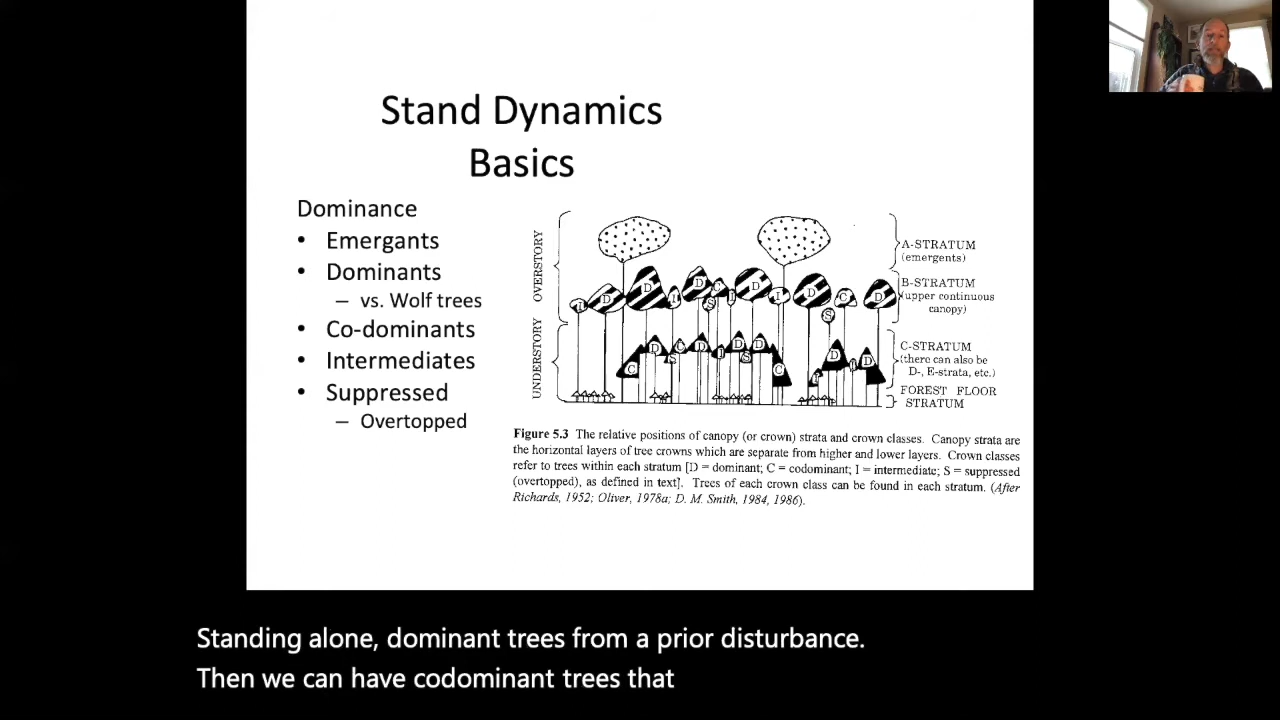 Stand Dynamics
Basics
Dominance
• Emergants
• Dominants
– vs. Wolf trees
• Co-dominants
• Intermediates
• Suppressed
– Overtopped
OVERSTORY
UNDERSTORY
I D D I D S C I D I D S C D
C D S C D I D S D C I D I D
A-STRATUM
(emergents)
B-STRATUM
(upper continuous
canopy)
C-STRATUM
(there can also be
D-, E-strata, etc.)
FOREST FLOOR
STRATUM
Figure 5.3 The relative positions of canopy (or crown) strata and crown classes. Canopy strata are
the horizontal layers of tree crowns which are separate from higher and lower layers. Crown classes
refer to trees within each stratum [D = dominant; C = codominant; I = intermediate; S = suppressed
(overtopped), as defined in text]. Trees of each crown class can be found in each stratum. (After
Richards, 1952; Oliver, 1978a; D. M. Smith, 1984, 1986).
Standing alone, dominant trees from a prior disturbance.
Then we can have codominant trees that